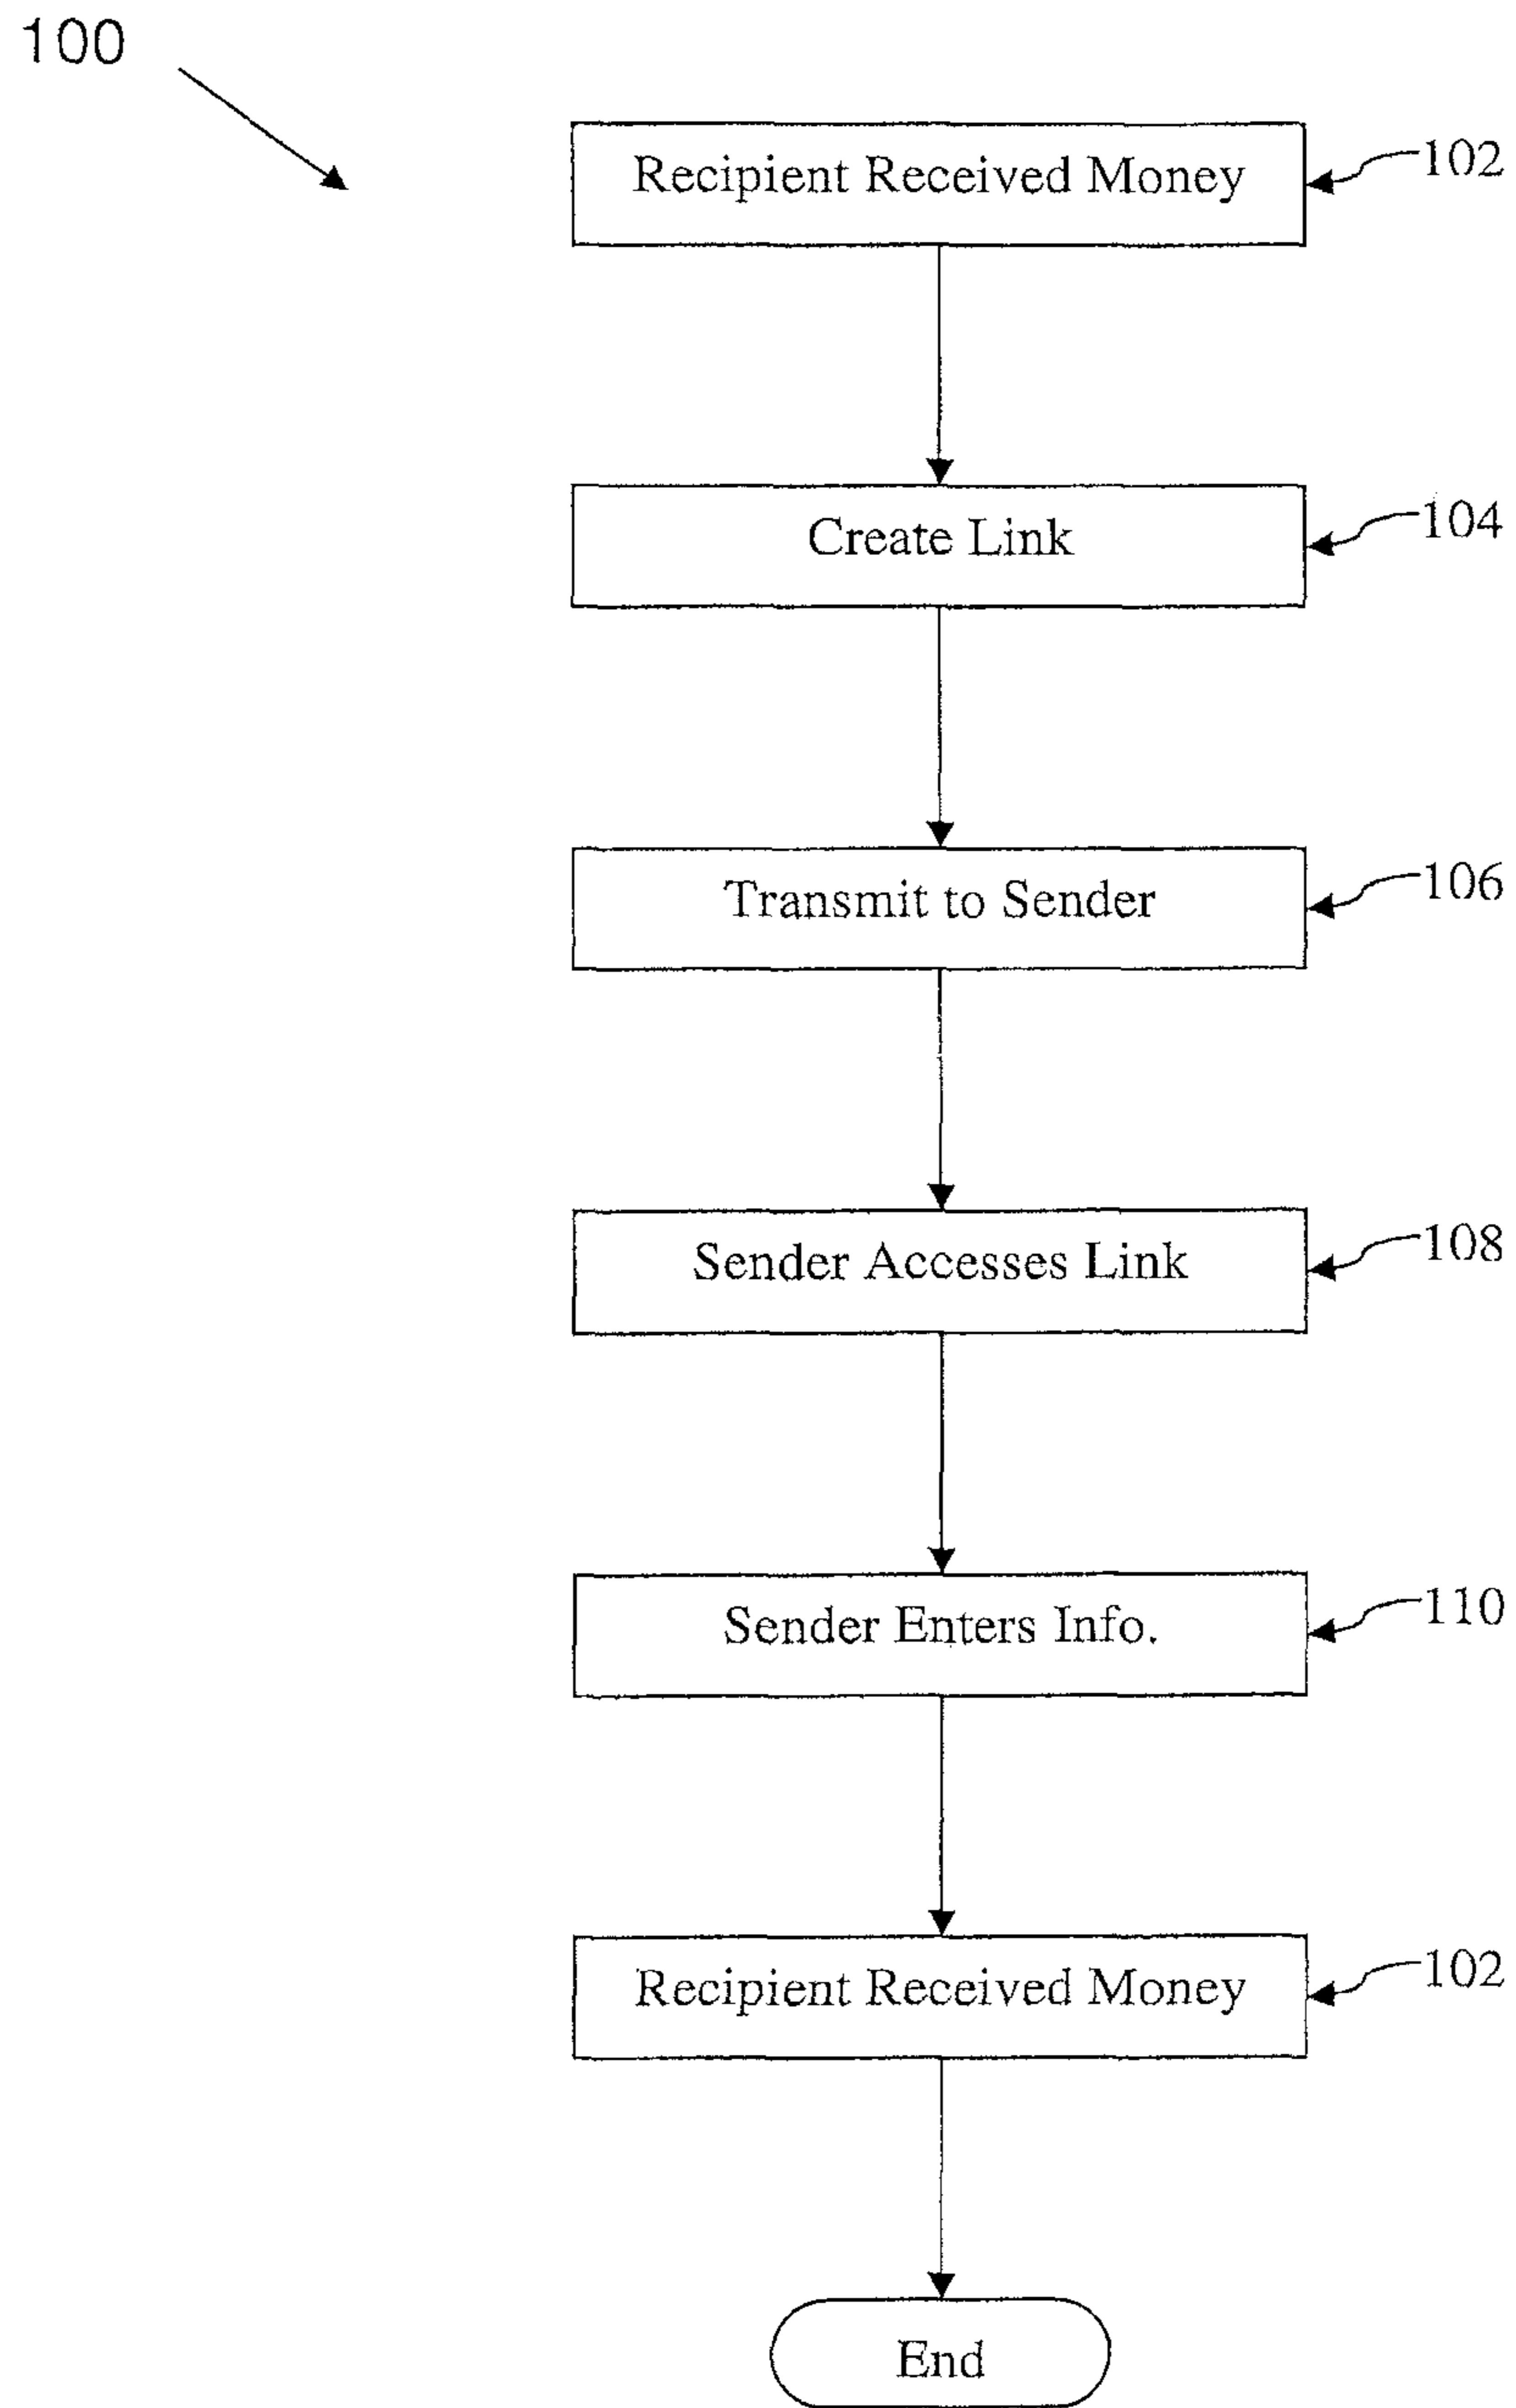 100
Recipient Received Money
102
Create Link
104
Transmit to Sender
106
Sender Accesses Link
108
Sender Enters Info.
110
Recipient Received Money
102
End